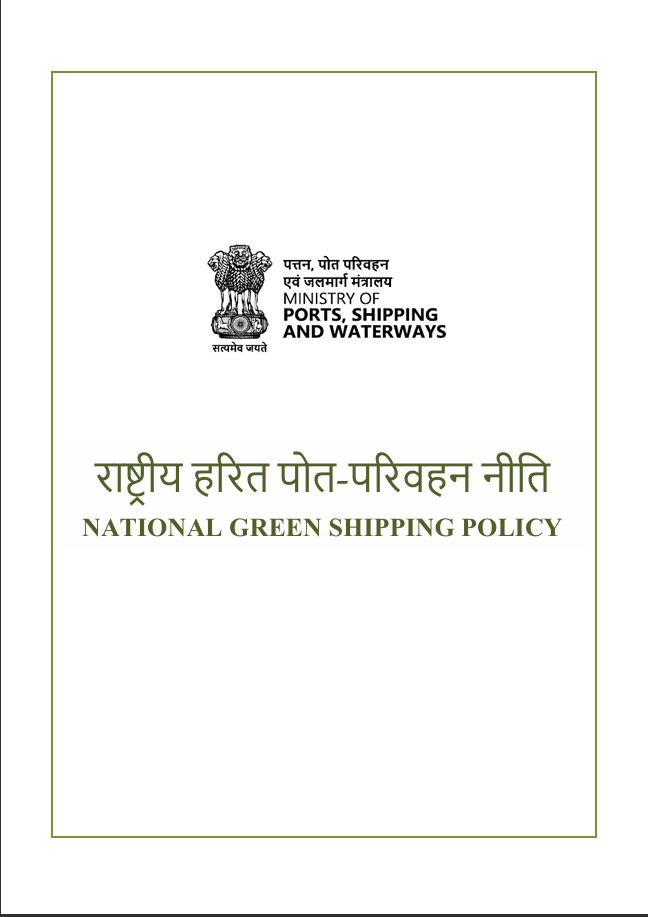 पत्तन, पोत परिवहन
एवं जलमार्ग मंत्रालय
MINISTRY OF
PORTS, SHIPPING
AND WATERWAYS
सत्यमेव जयते
राष्ट्रीय हरित पोत-परिवहन नीति
NATIONAL GREEN SHIPPING POLICY